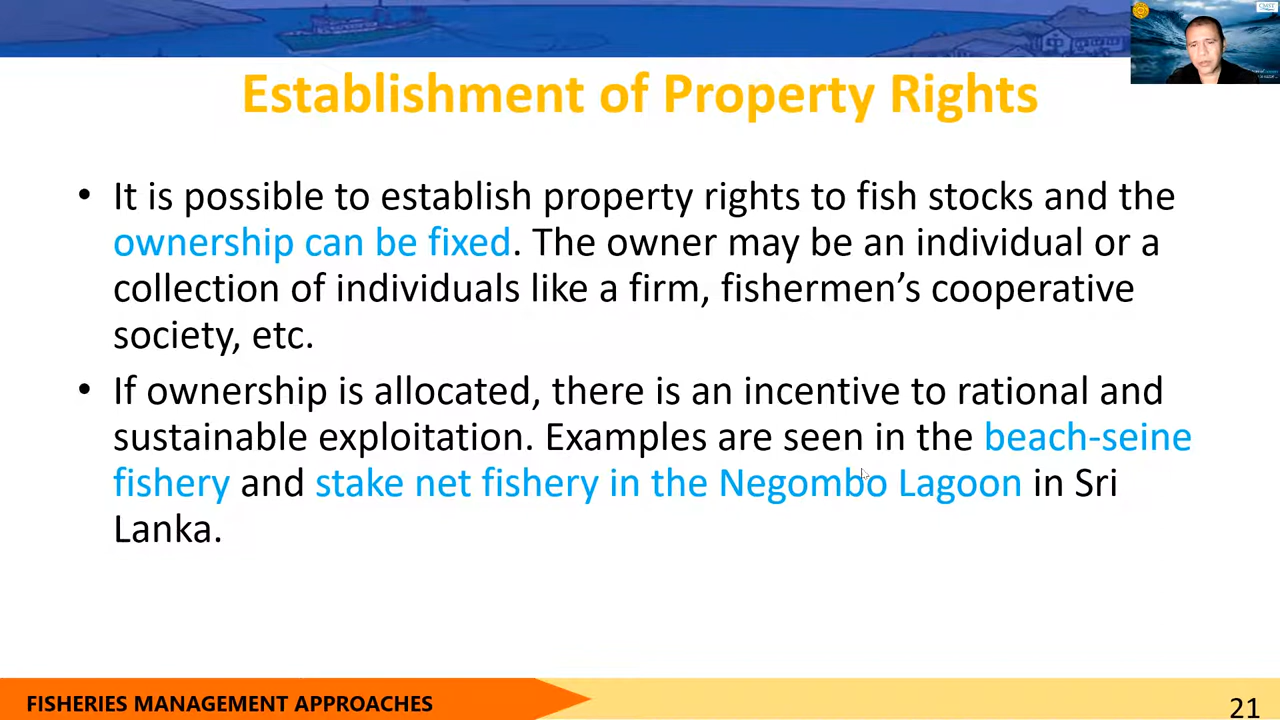 Establishment of Property Rights
• It is possible to establish property rights to fish stocks and the
ownership can be fixed. The owner may be an individual or a
collection of individuals like a firm, fishermen’s cooperative
society, etc.
• If ownership is allocated, there is an incentive to rational and
sustainable exploitation. Examples are seen in the beach-seine
fishery and stake net fishery in the Negombo Lagoon in Sri
Lanka.
FISHERIES MANAGEMENT APPROACHES
21